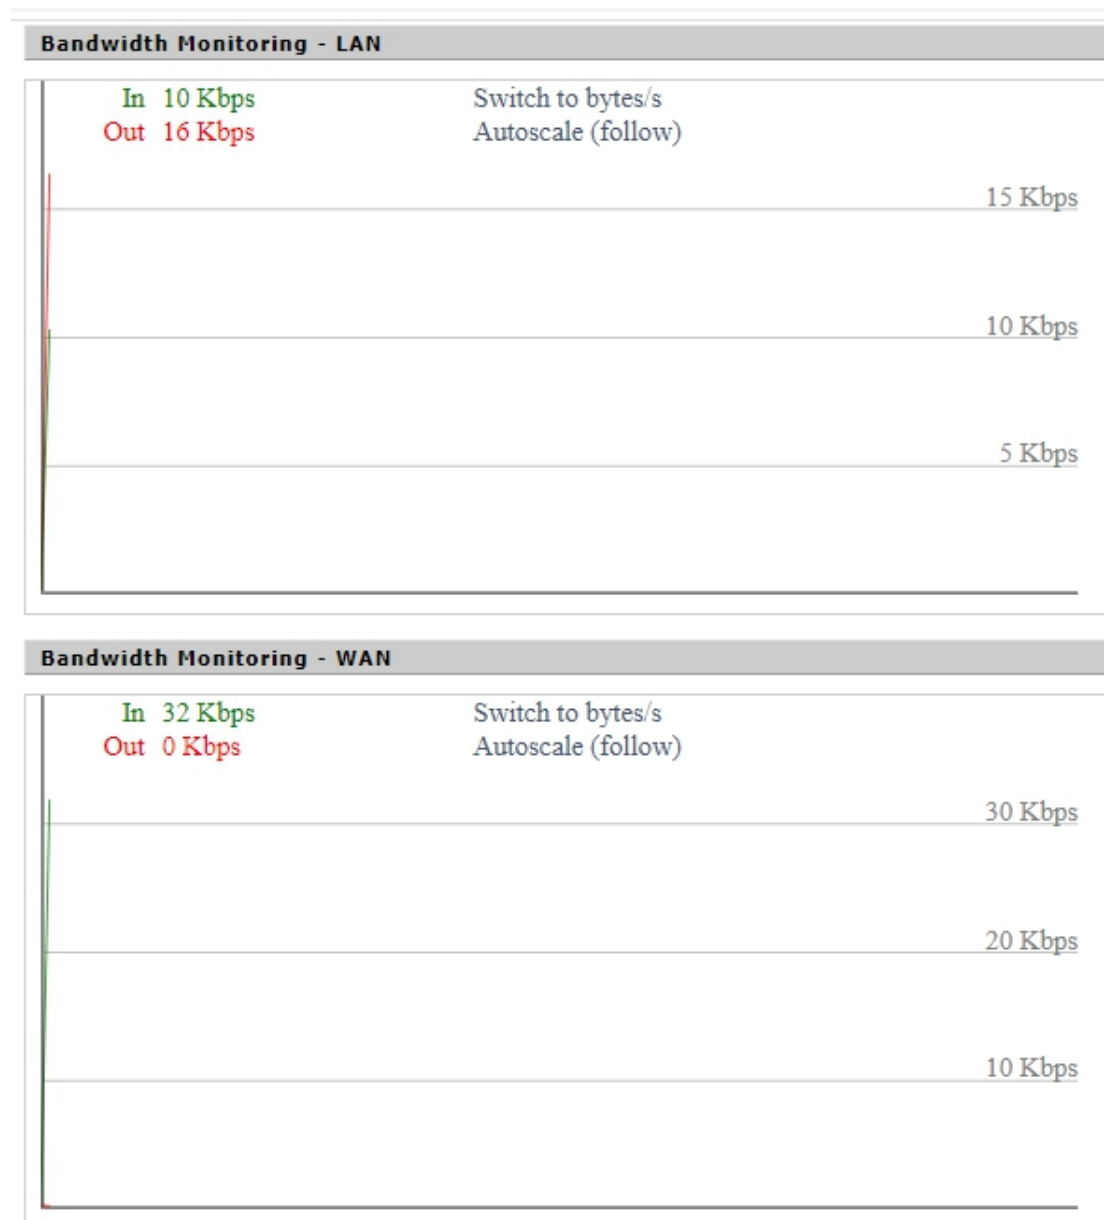 Bandwidth Monitoring - LAN
In 10 Kbps Switch to bytes/s
Out 16 Kbps Autoscale (follow)
15 Kbps
10 Kbps
5 Kbps
Bandwidth Monitoring - WAN
In 32 Kbps Switch to bytes/s
Out 0 Kbps Autoscale (follow)
30 Kbps
20 Kbps
10 Kbps